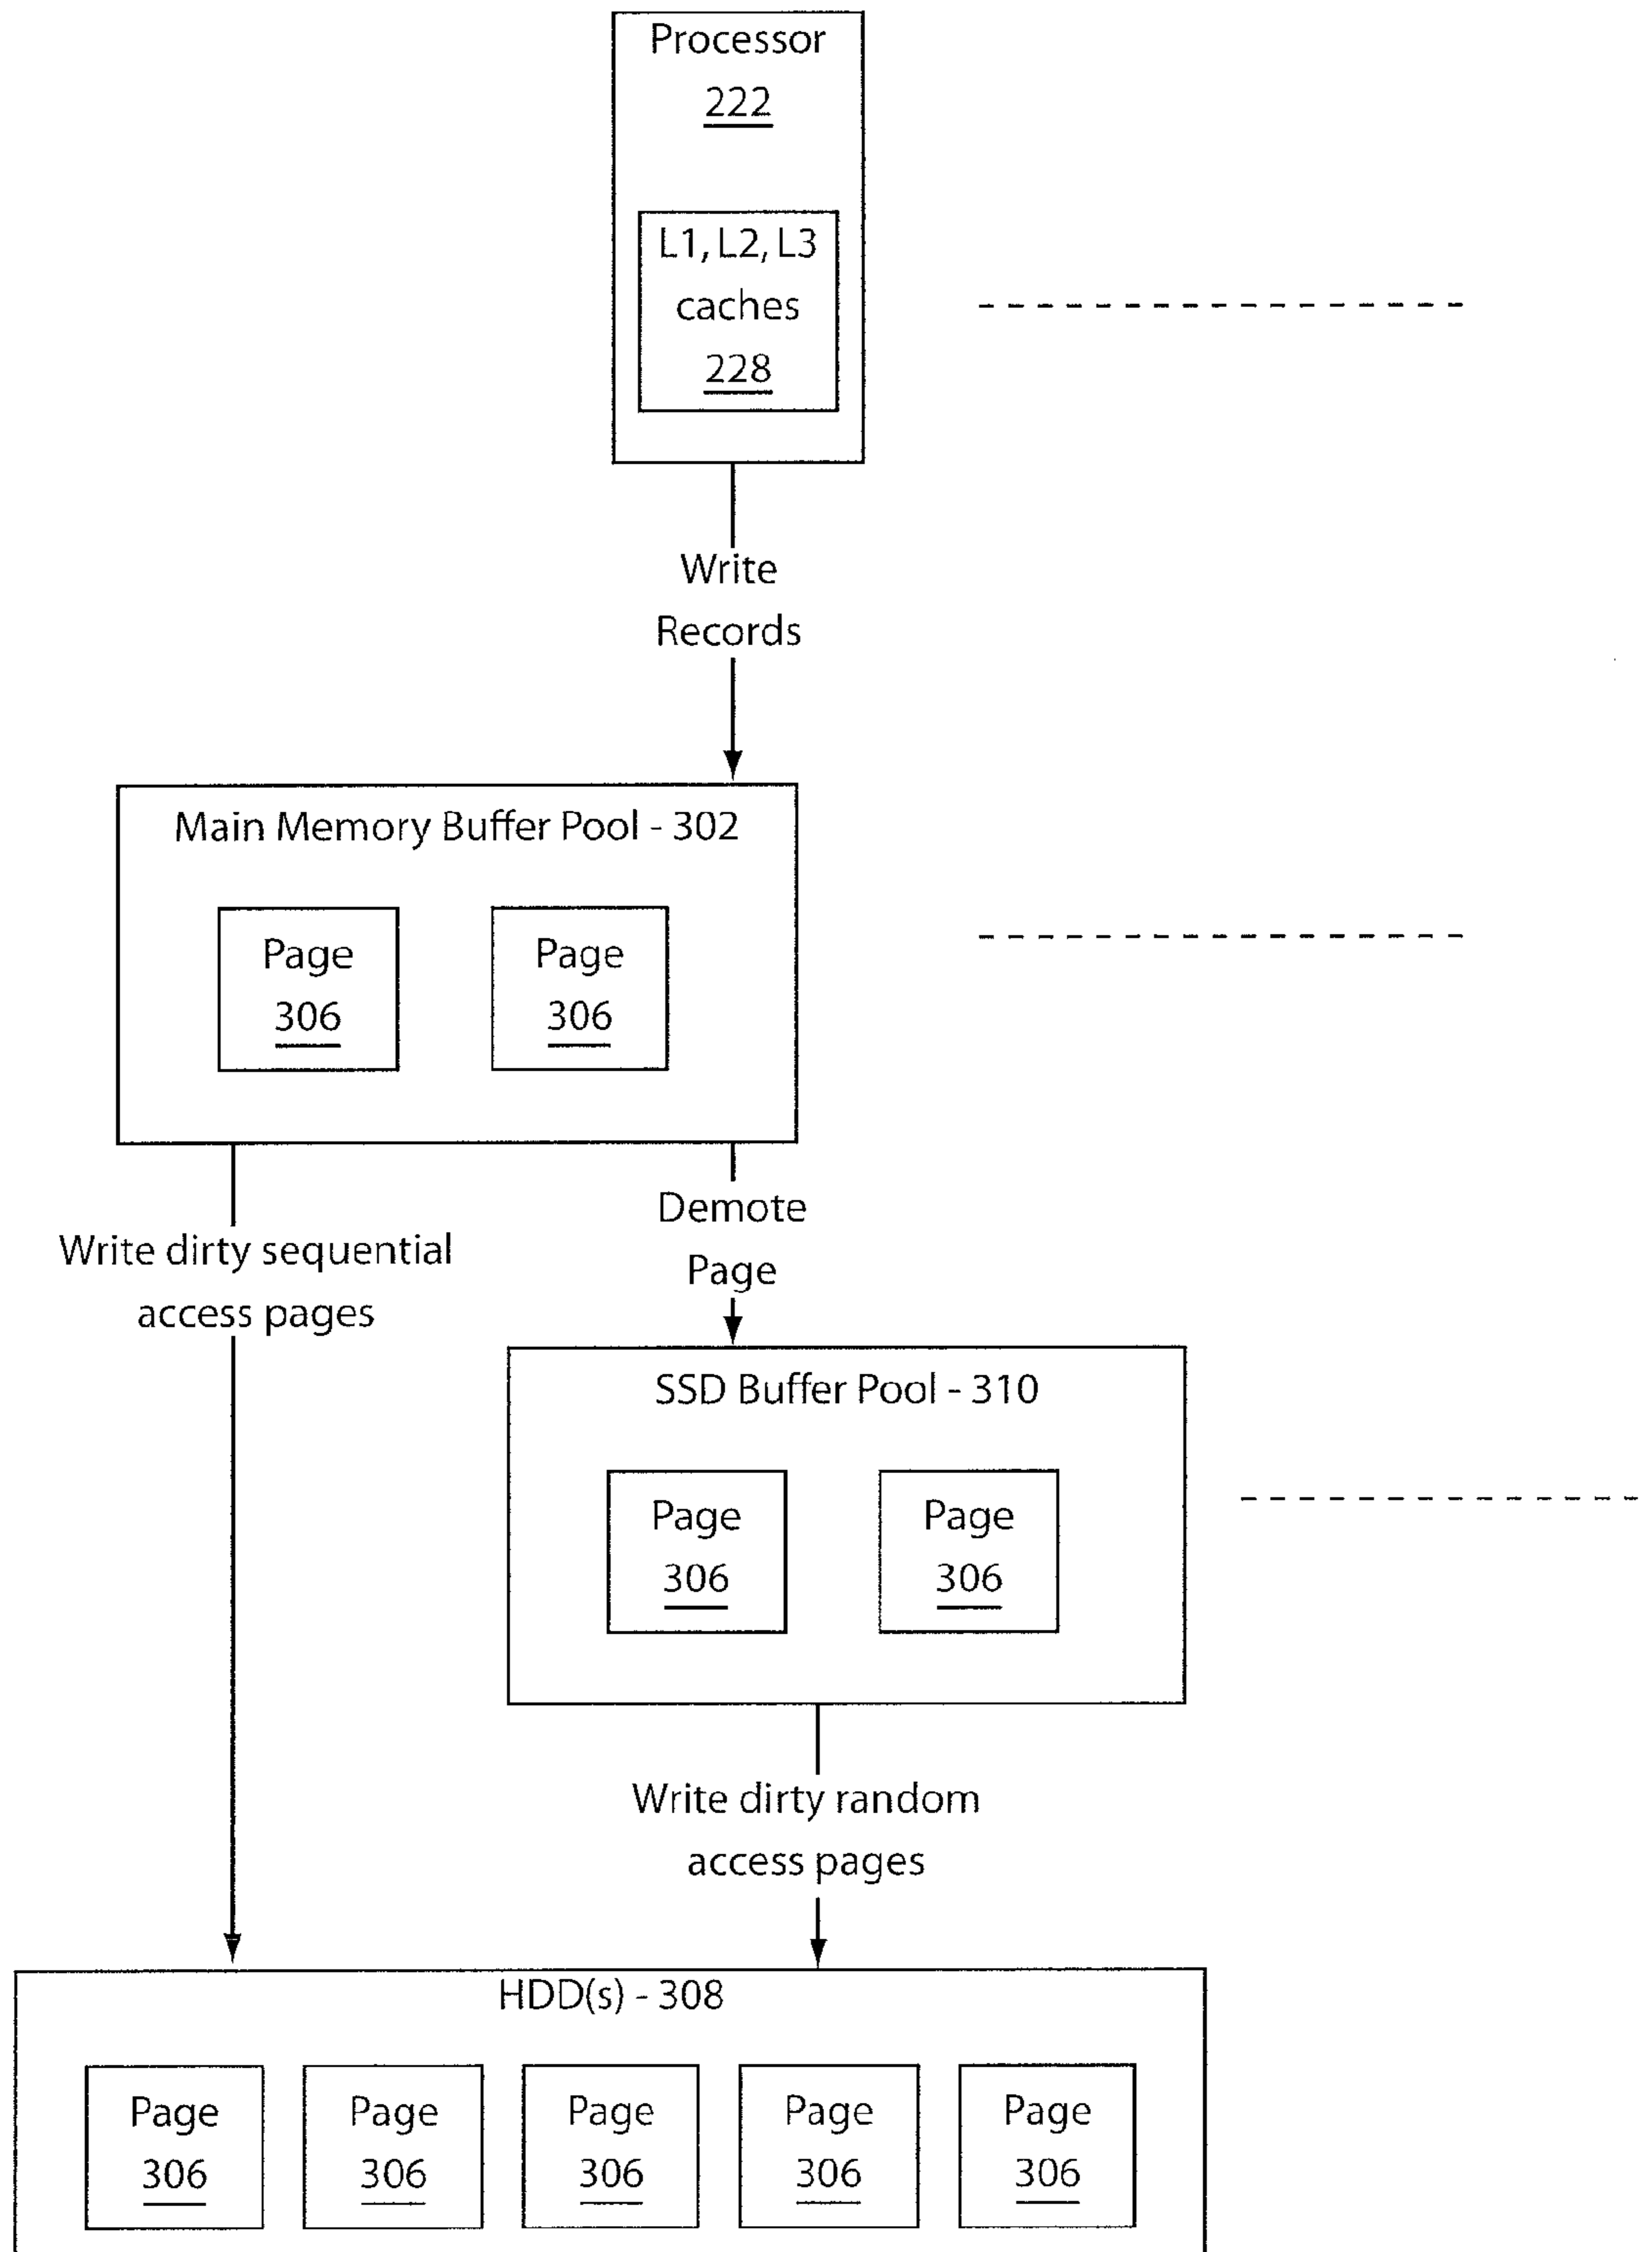 Processor
222
L1, L2, L3
caches
228
Write
Records
Main Memory Buffer Pool - 302
Page
306
Page
306
Write dirty sequential
access pages
Demote
Page
SSD Buffer Pool - 310
Page
306
Page
306
Write dirty random
access pages
HDD(s) - 308
Page
306
Page
306
Page
306
Page
306
Page
306